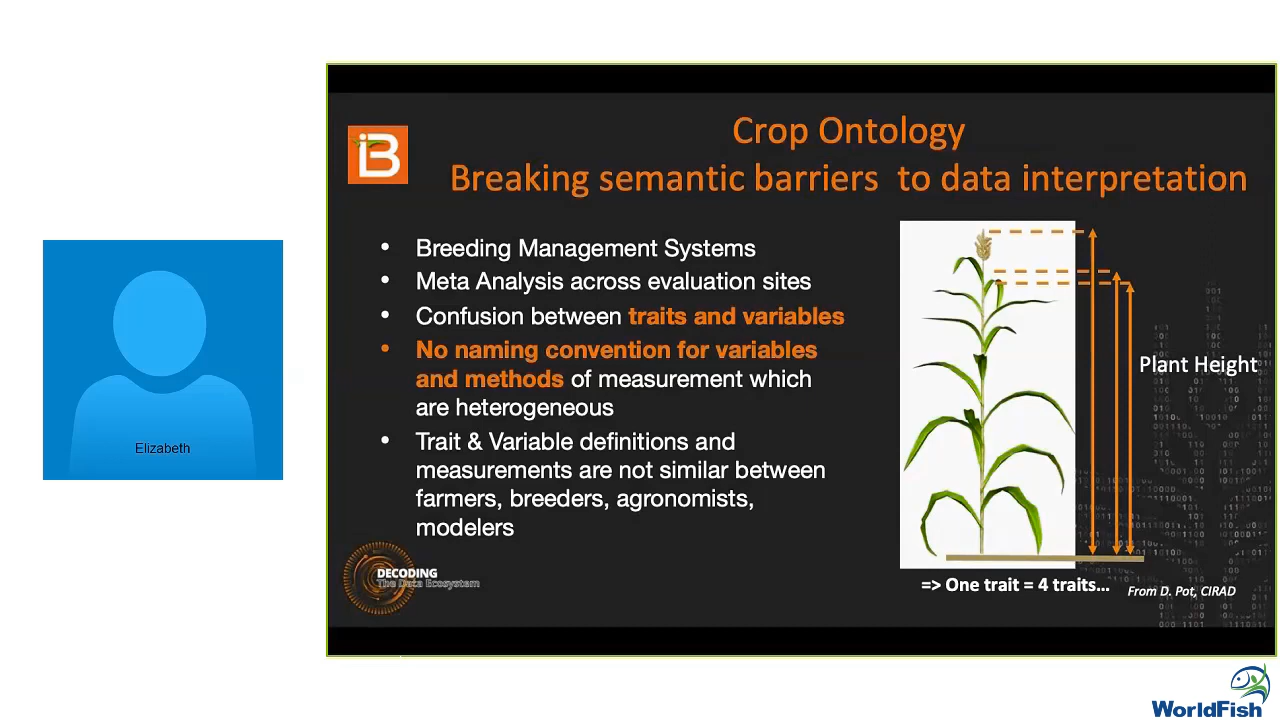 Crop Ontology
Breaking semantic barriers to data interpretation
• Breeding Management Systems
• Meta Analysis across evaluation sites
• Confusion between traits and variables
• No naming convention for variables
and methods of measurement which
are heterogeneous
• Trait & Variable definitions and
measurements are not similar between
farmers, breeders, agronomists,
modelers
Plant Height
=> One trait = 4 traits...
From D. Pot, CIRAD
DECODING
The Data Ecosystem
Elizabeth
WorldFish